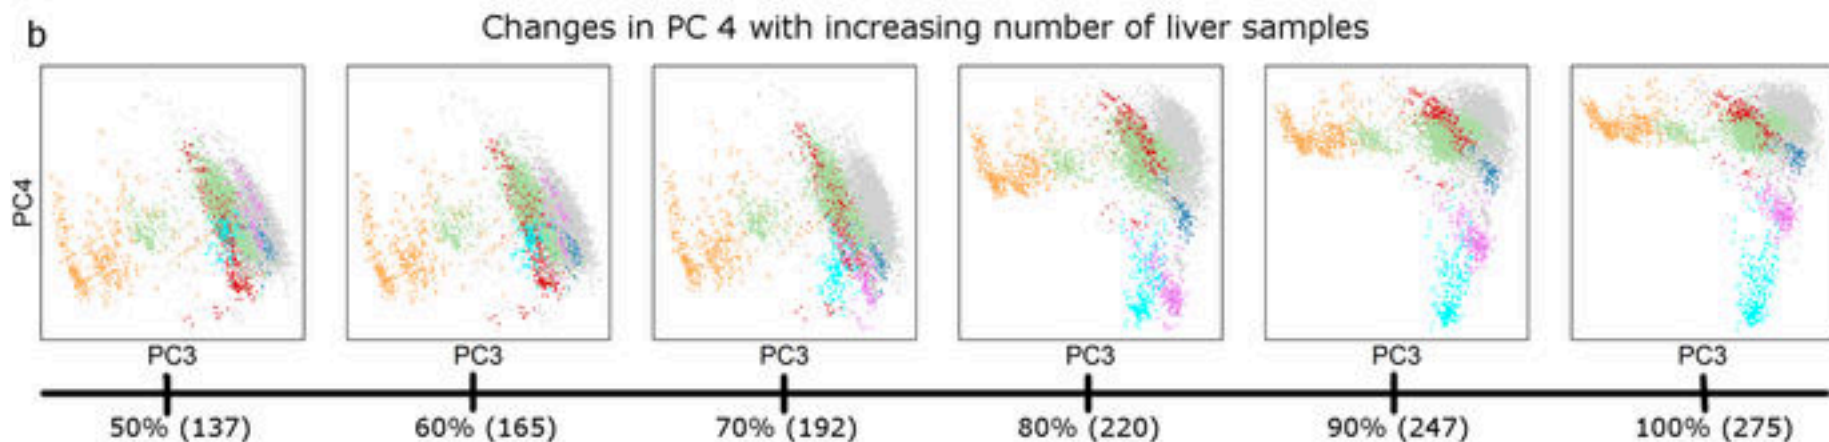 b
Changes in PC 4 with increasing number of liver samples
PC4
PC3 PC3 PC3 PC3 PC3 PC3
50% (137) 60% (165) 70% (192) 80% (220) 90% (247) 100% (275)